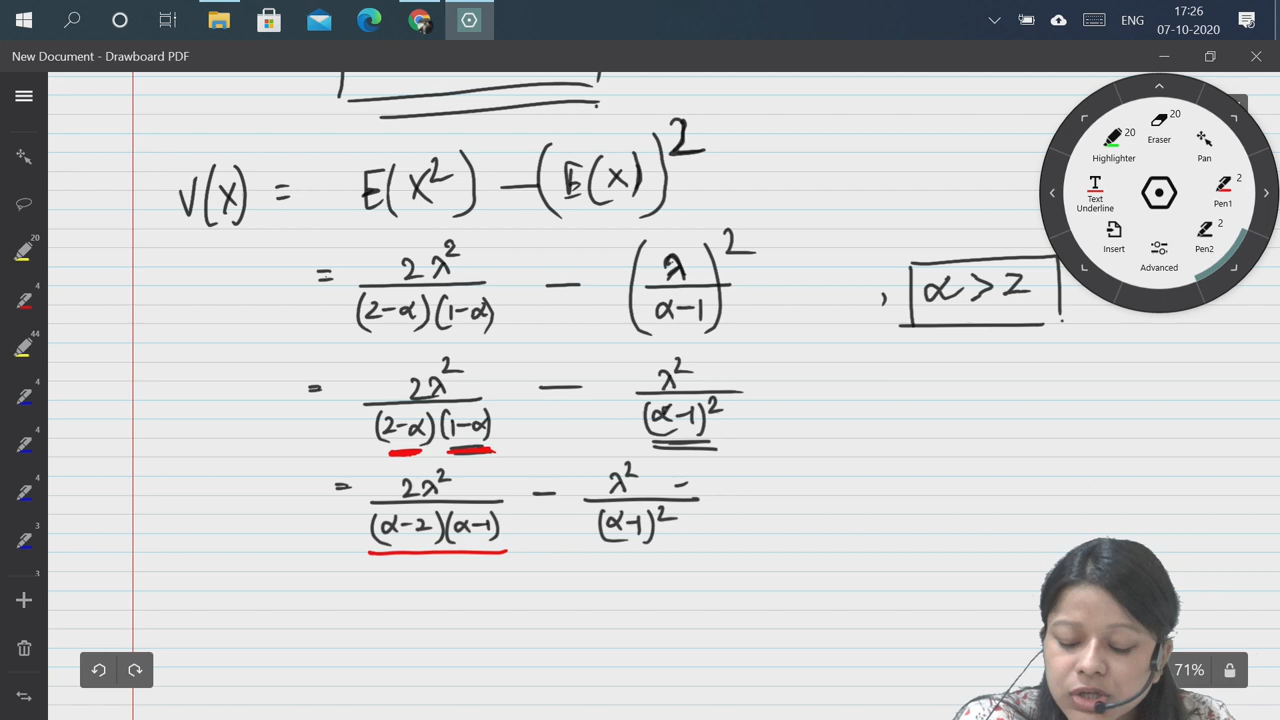 ENG
17:26
07-10-2020
New Document - Drawboard PDF
20
Eraser
20
Highlighter
Pan
Text Underline
2
Pen1
Insert
2
Pen2
Advanced
V(X) = E(X²) — (E(X))²
= 2λ² / (2-α)(1-α) — (λ / α-1)² , α > 2
= 2λ² / (2-α)(1-α) — λ² / (α-1)²
= 2λ² / (α-2)(α-1) — λ² / (α-1)² =
20
4
44
4
4
4
3
3
71%